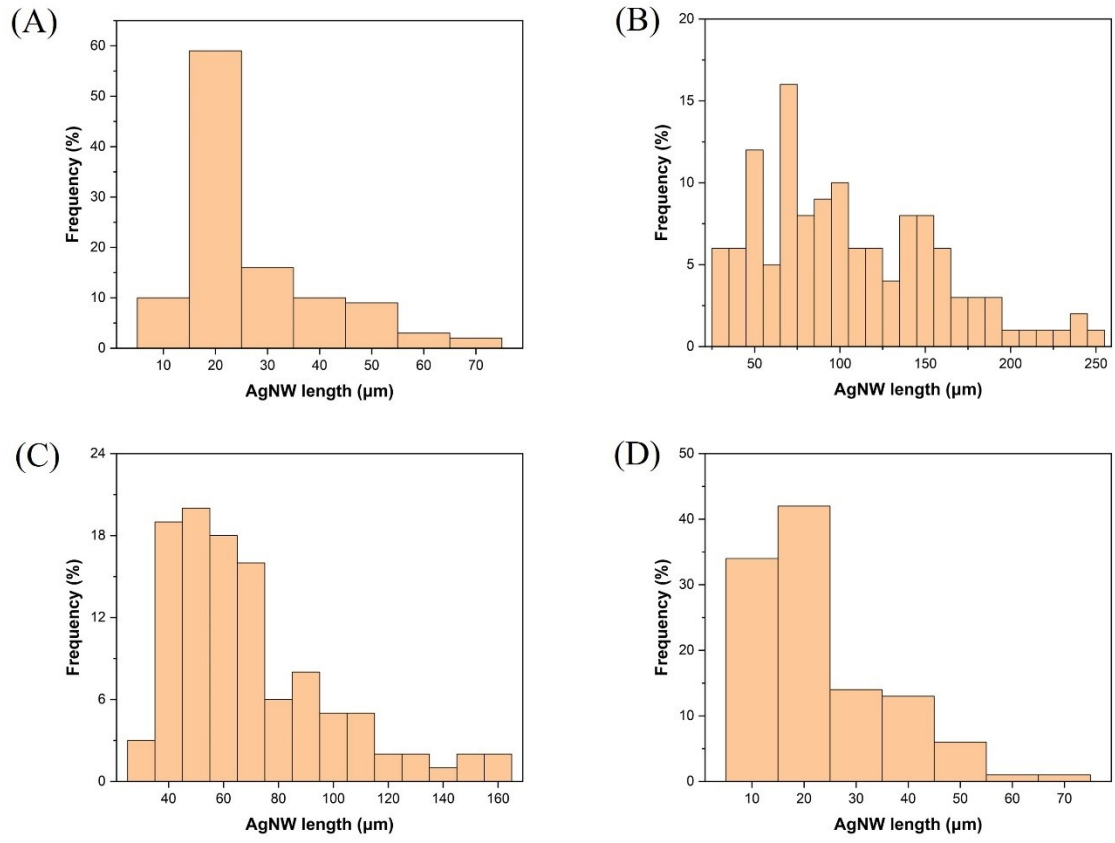 (A)
60
50
40
30
20
10
0
Frequency (%)
10 20 30 40 50 60 70
AgNW length (µm)
(B)
20
15
10
5
0
Frequency (%)
50 100 150 200 250
AgNW length (µm)
(C)
24
18
12
6
0
Frequency (%)
40 60 80 100 120 140 160
AgNW length (µm)
(D)
50
40
30
20
10
0
Frequency (%)
10 20 30 40 50 60 70
AgNW length (µm)